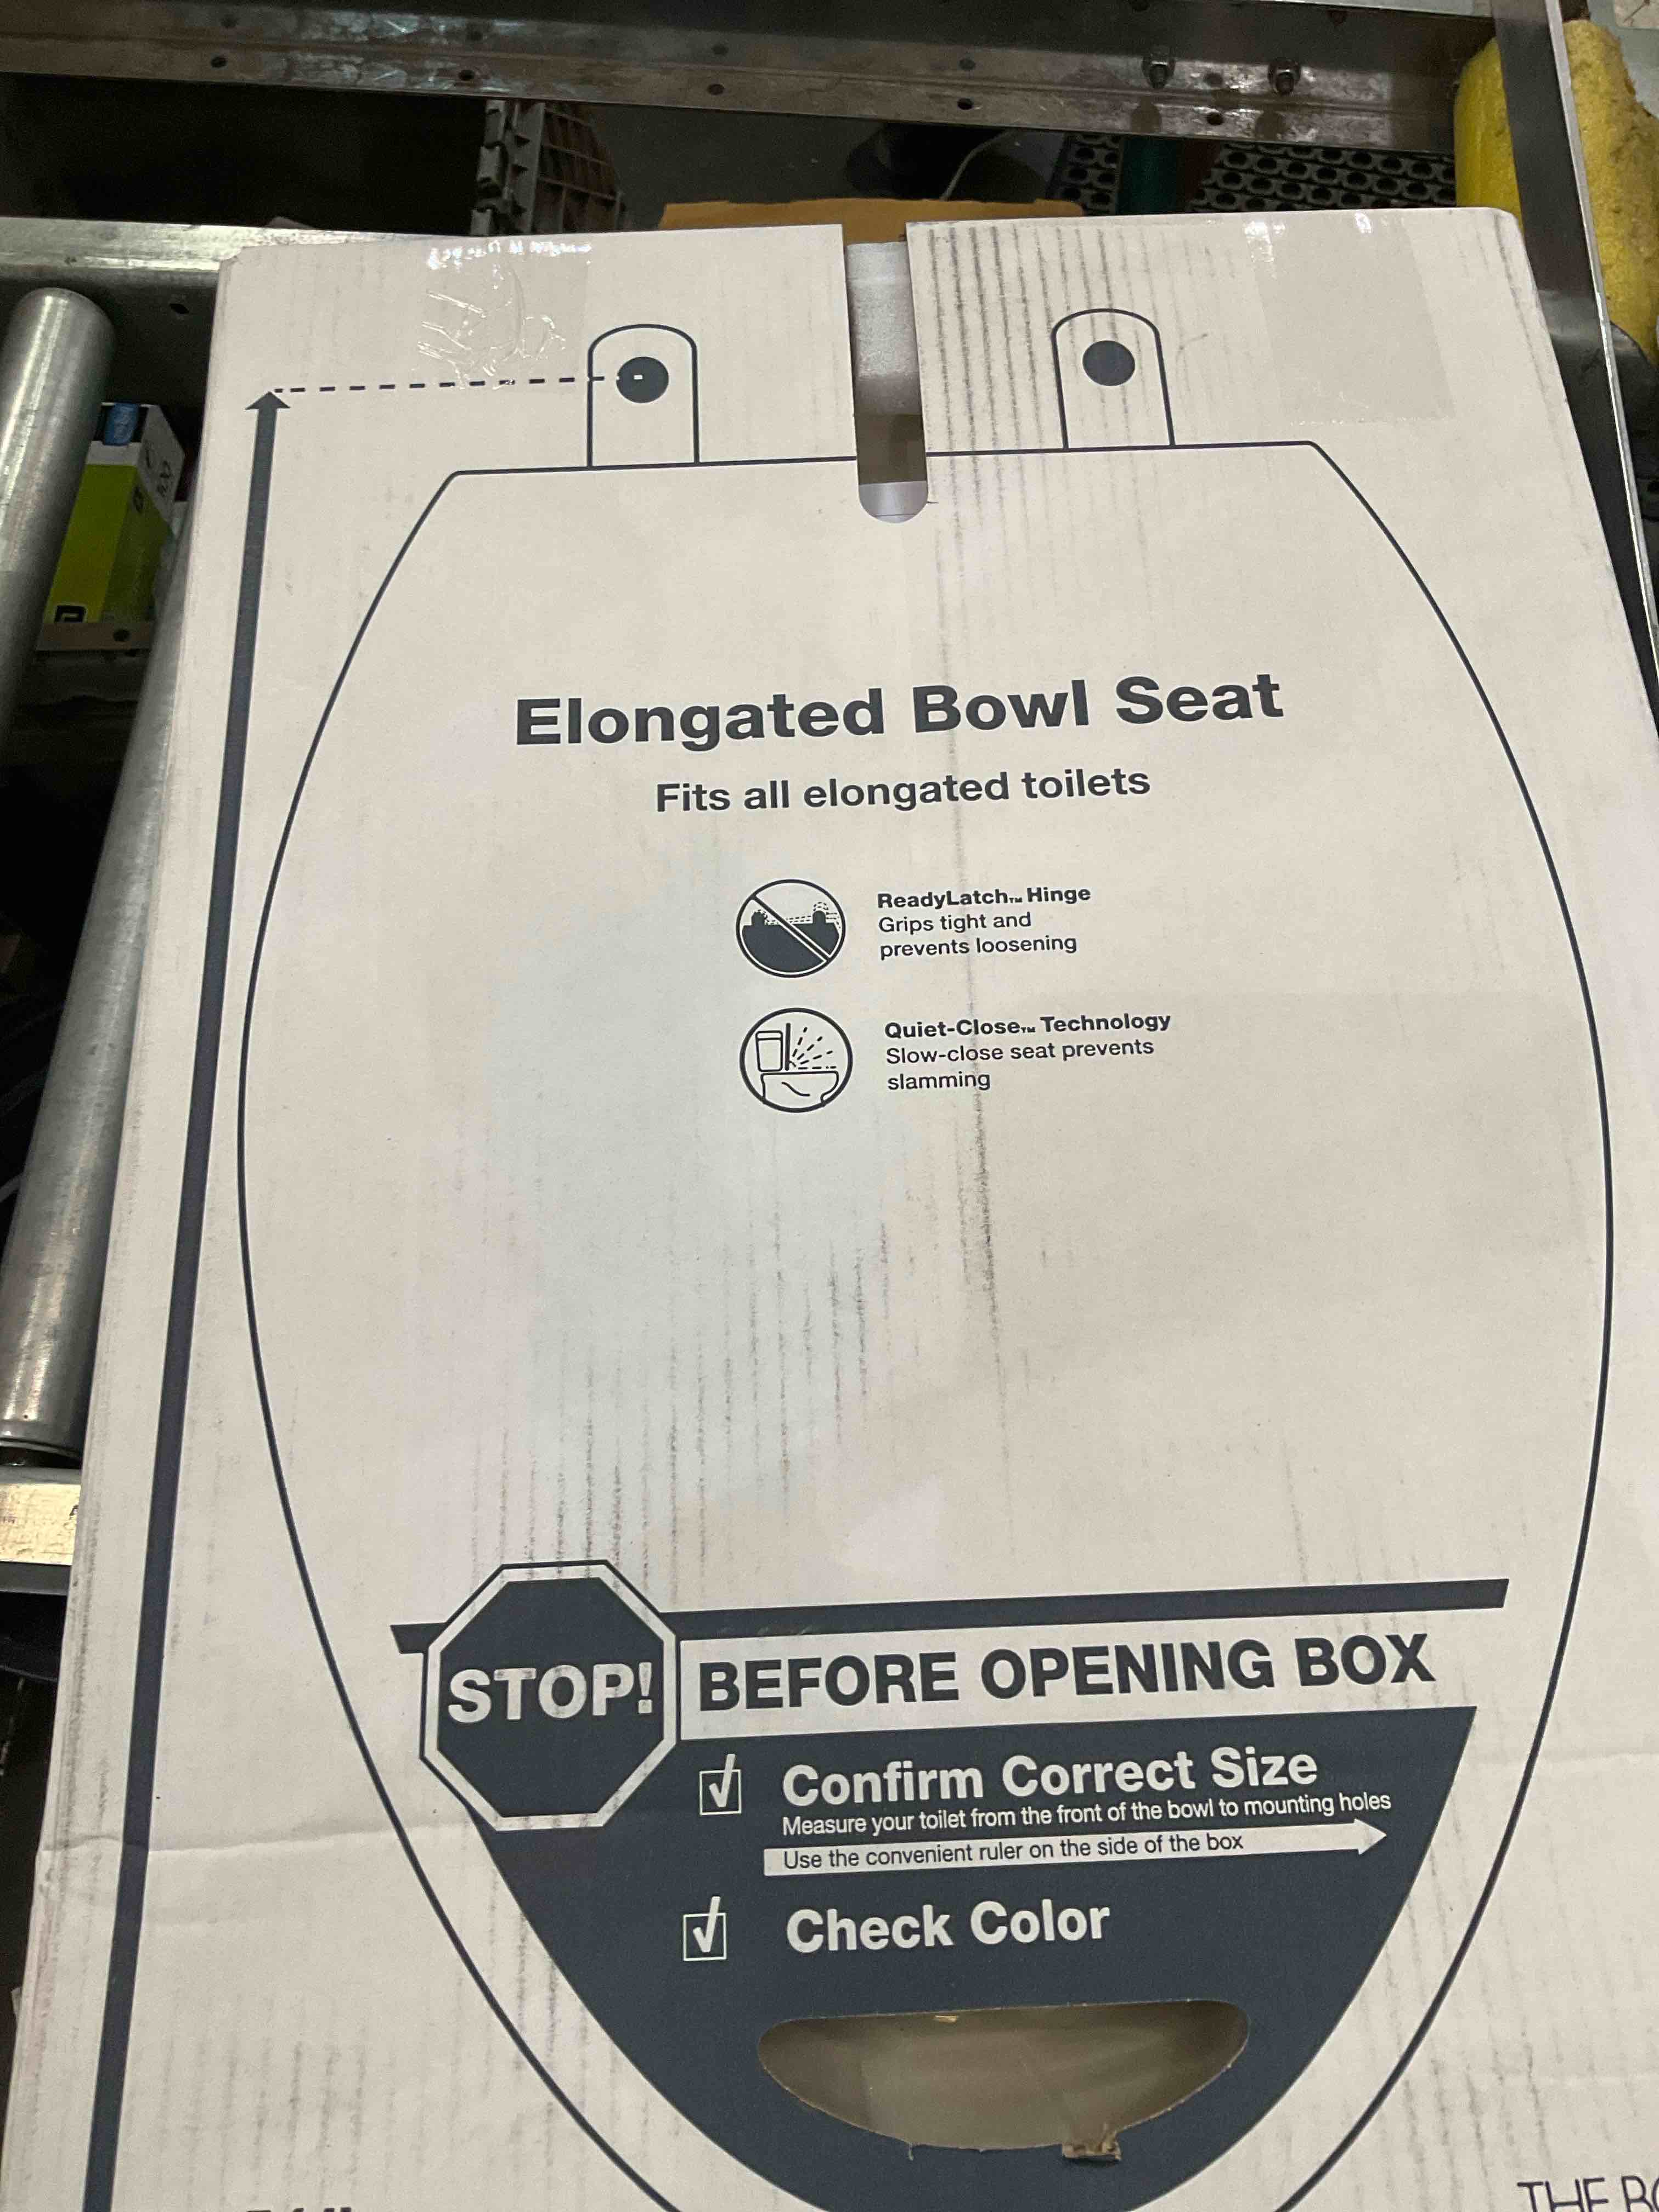 Elongated Bowl Seat
Fits all elongated toilets
ReadyLatch™ Hinge
Grips tight and
prevents loosening
Quiet-Close™ Technology
Slow-close seat prevents
slamming
STOP! BEFORE OPENING BOX
Confirm Correct Size
Measure your toilet from the front of the bowl to mounting holes
Use the convenient ruler on the side of the box
Check Color
THE